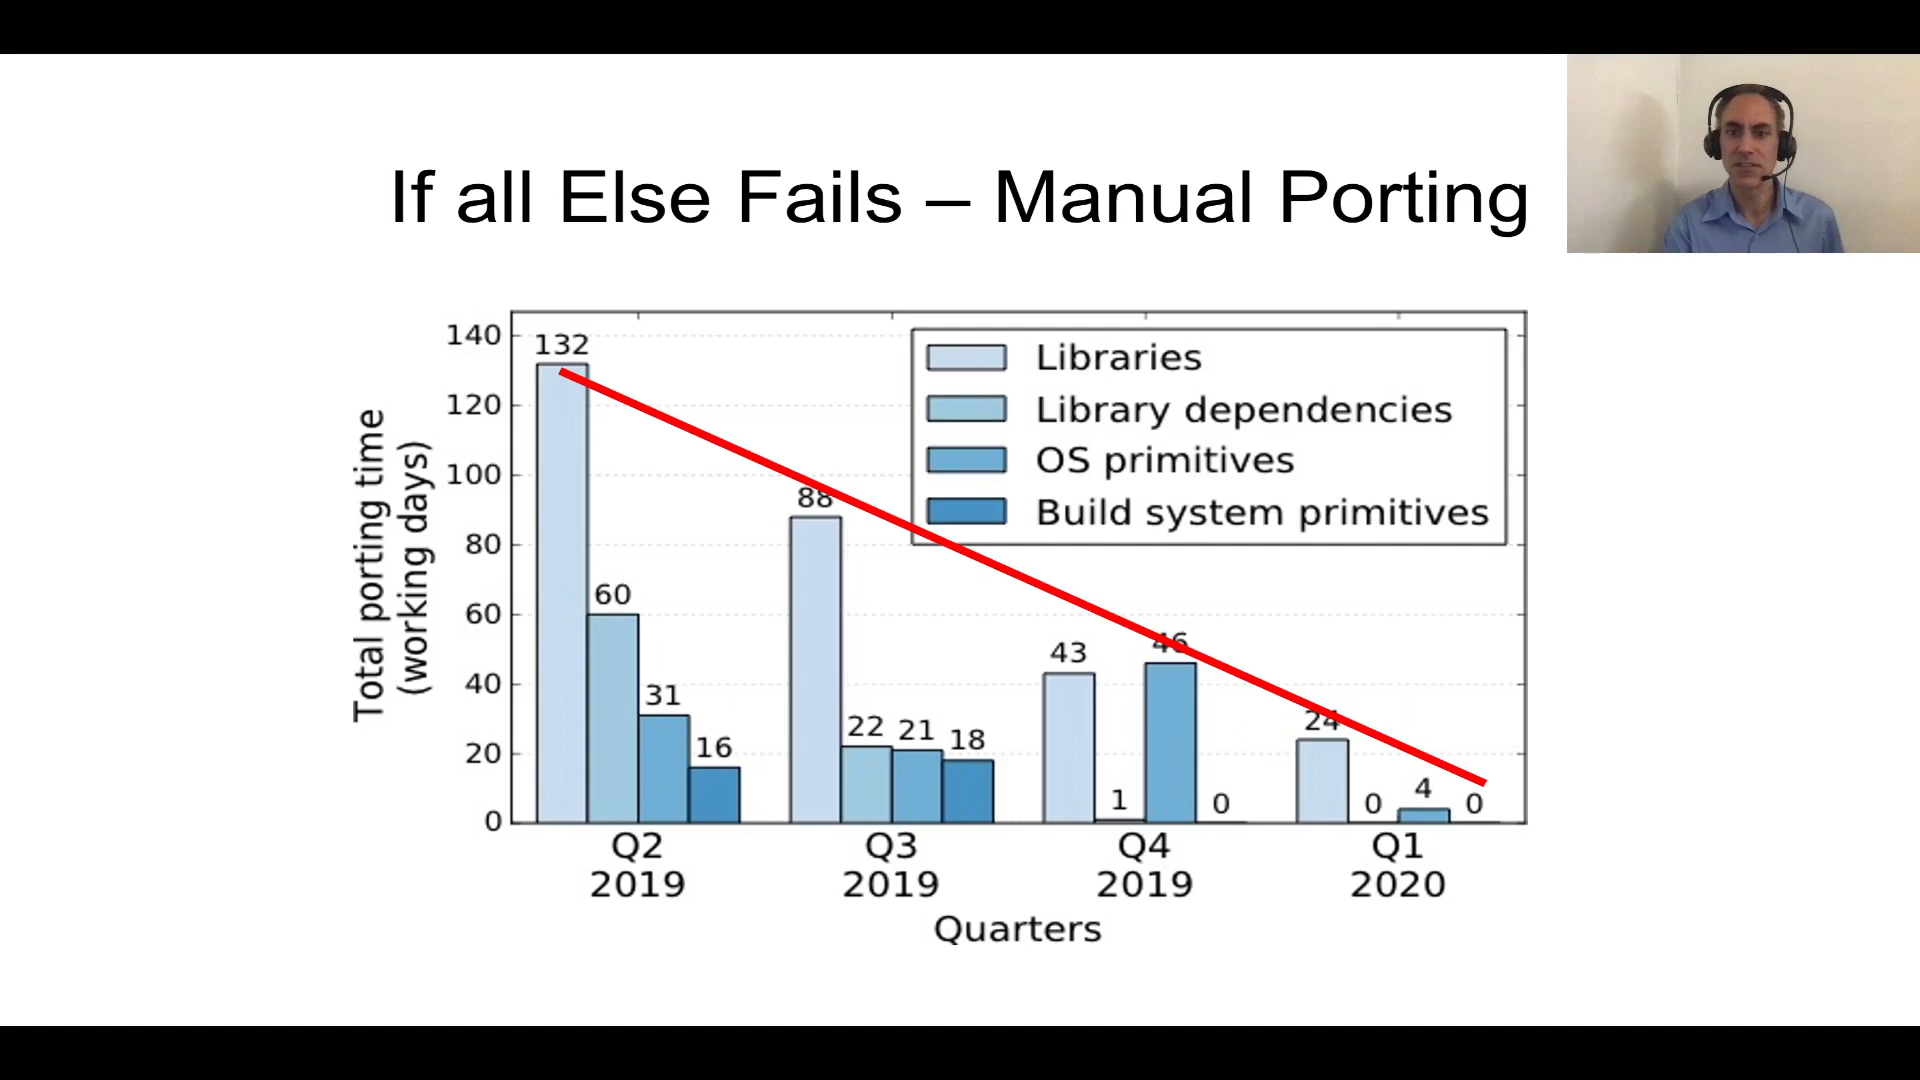 If all Else Fails – Manual Porting
Total porting time
(working days)
140
120
100
80
60
40
20
0
132
60
31
16
88
22
21
18
43
1
46
0
24
0
4
0
Libraries
Library dependencies
OS primitives
Build system primitives
Q2
2019
Q3
2019
Q4
2019
Q1
2020
Quarters